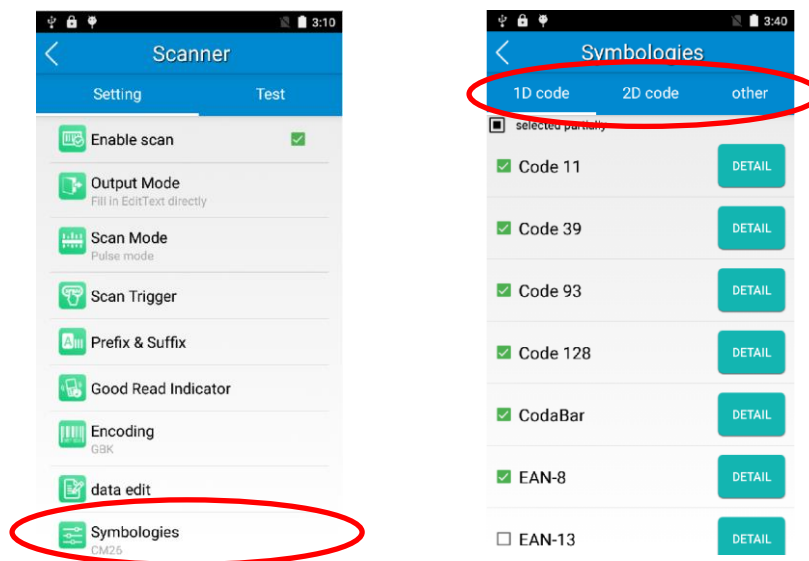 3:10
Scanner
Setting
Test
Enable scan
Output Mode
Fill in EditText directly
Scan Mode
Pulse mode
Scan Trigger
Prefix & Suffix
Good Read Indicator
Encoding
GBK
data edit
Symbologies
CM26
3:40
Symbologies
1D code 2D code other
selected partially
Code 11 DETAIL
Code 39 DETAIL
Code 93 DETAIL
Code 128 DETAIL
CodaBar DETAIL
EAN-8 DETAIL
EAN-13 DETAIL